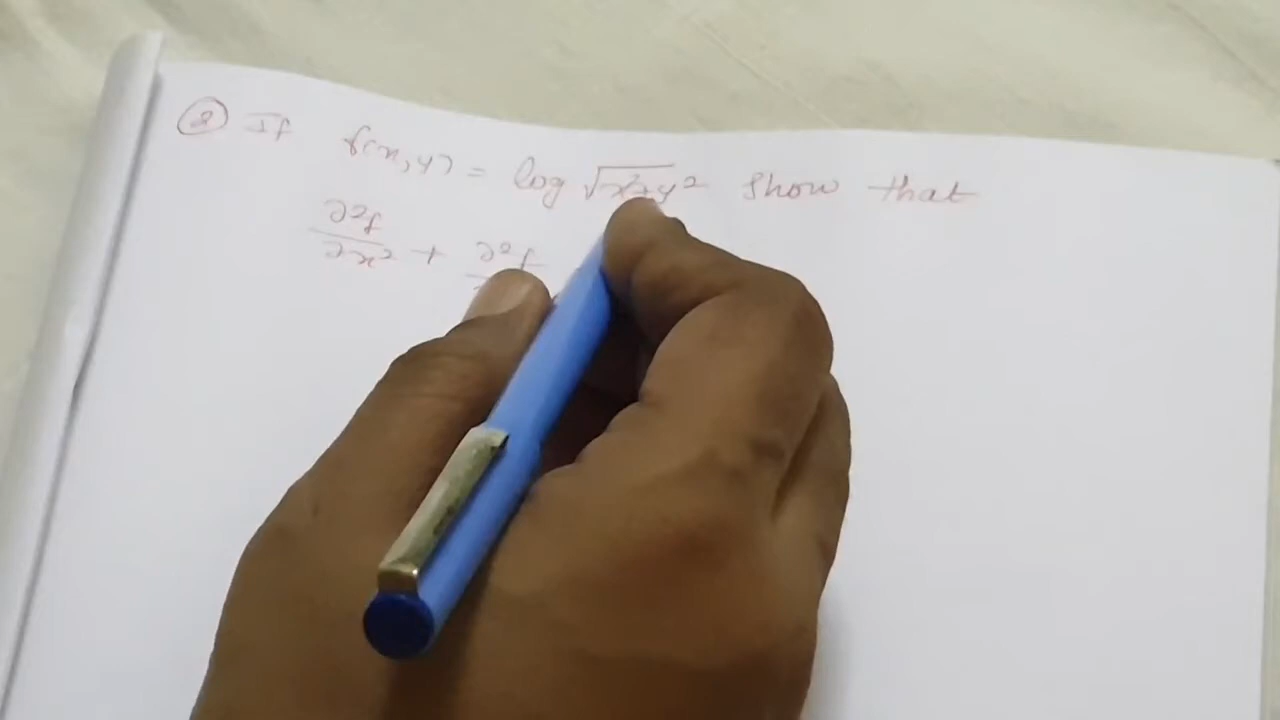 ② If f(x,y) = log √x²+y² show that
∂²f/∂x² + ∂²f